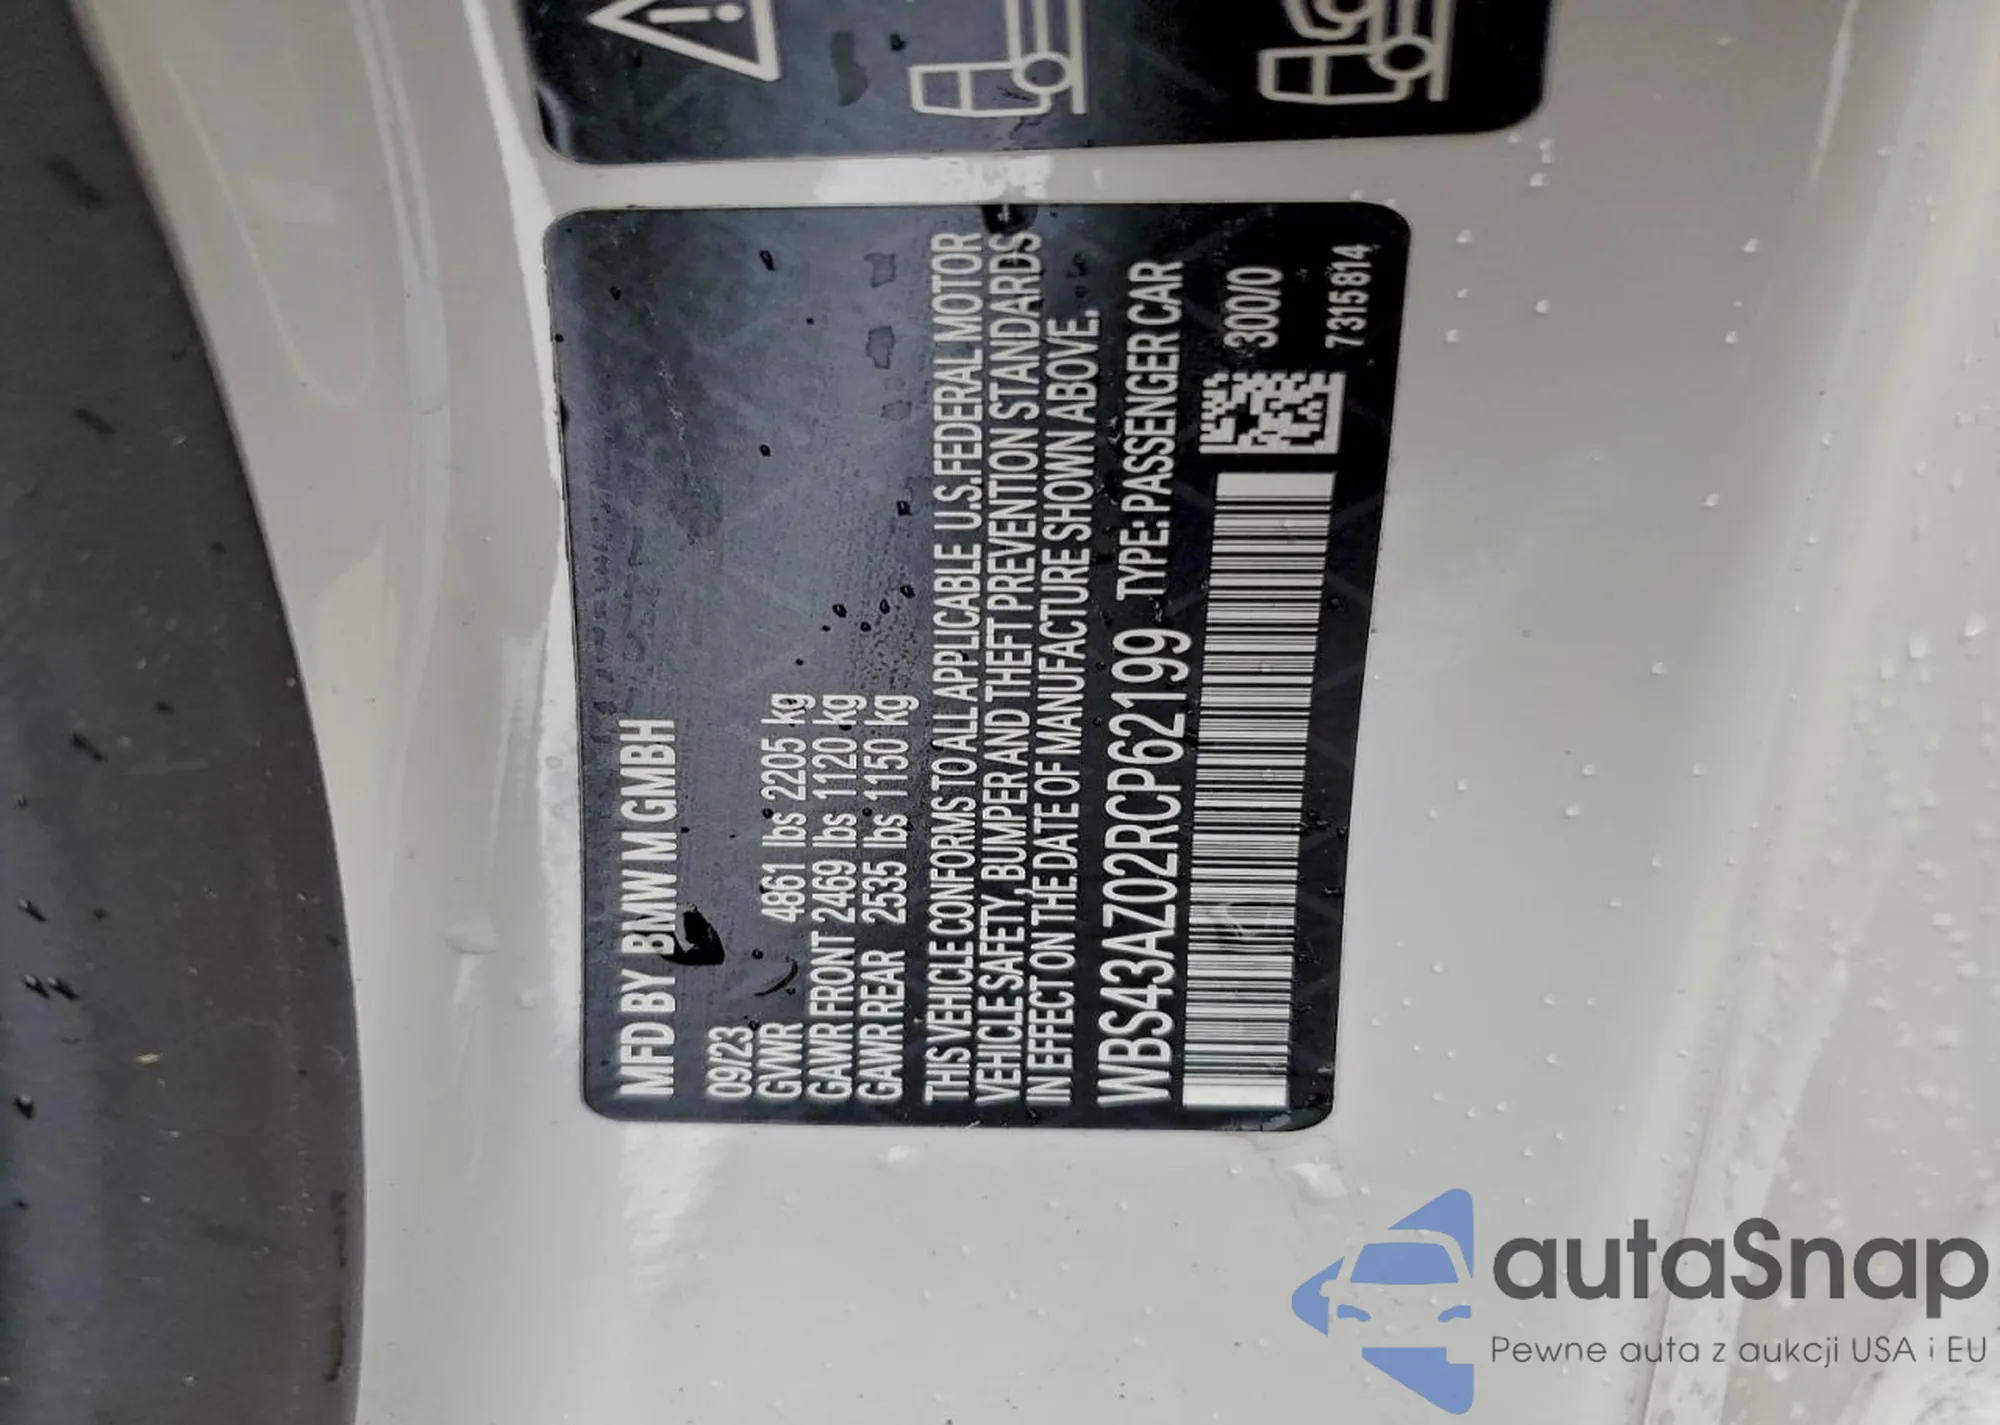 MFD BY BMW M GMBH
09/23
GVWR 4861 lbs 2205 kg
GAWR FRONT 2469 lbs 1120 kg
GAWR REAR 2535 lbs 1150 kg
THIS VEHICLE CONFORMS TO ALL APPLICABLE U.S.FEDERAL MOTOR
VEHICLE SAFETY, BUMPER AND THEFT PREVENTION STANDARDS
IN EFFECT ON THE DATE OF MANUFACTURE SHOWN ABOVE.
WBS43AZ02RCP62199 TYPE: PASSENGER CAR
300/0
7315814
autaSnap
Pewne auta z aukcji USA i EU